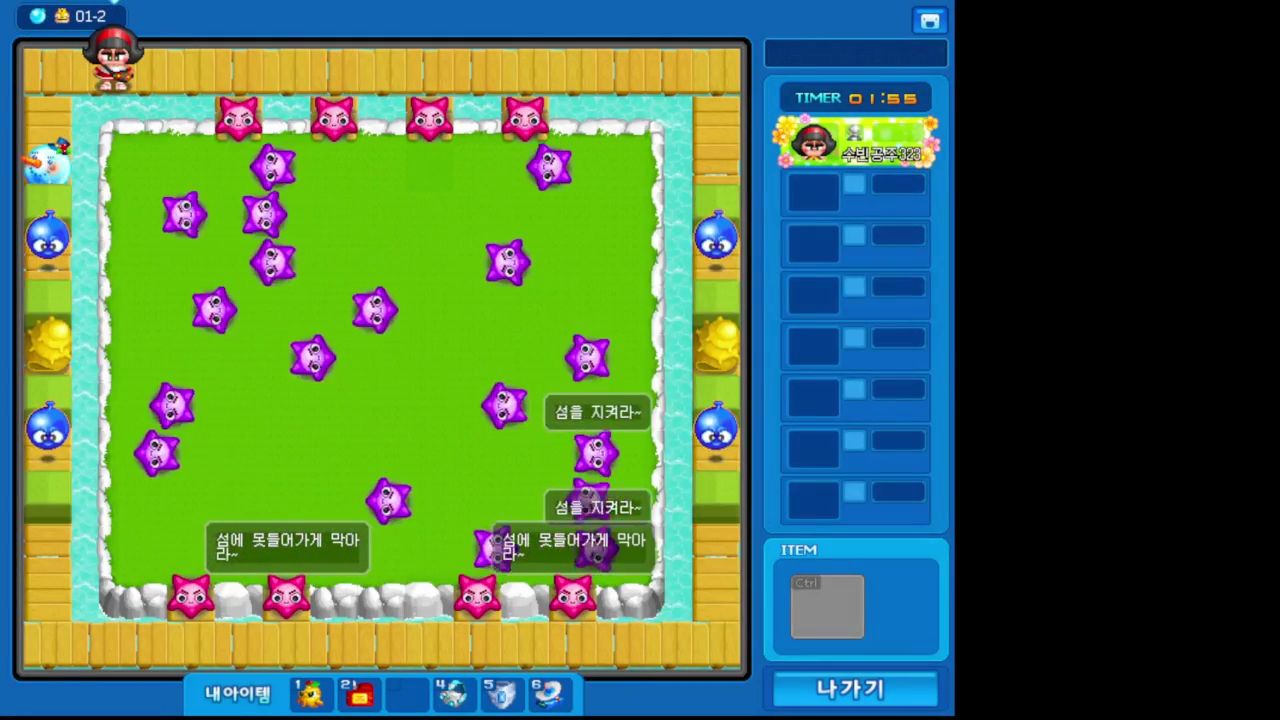 01-2
TIMER 01:55
수빈공주323
섬을 지켜라~
섬을 지켜라~
섬에 못들어가게 막아
라~
섬에 못들어가게 막아
라~
ITEM
Ctrl
내아이템
1
2
4
5
6
나가기